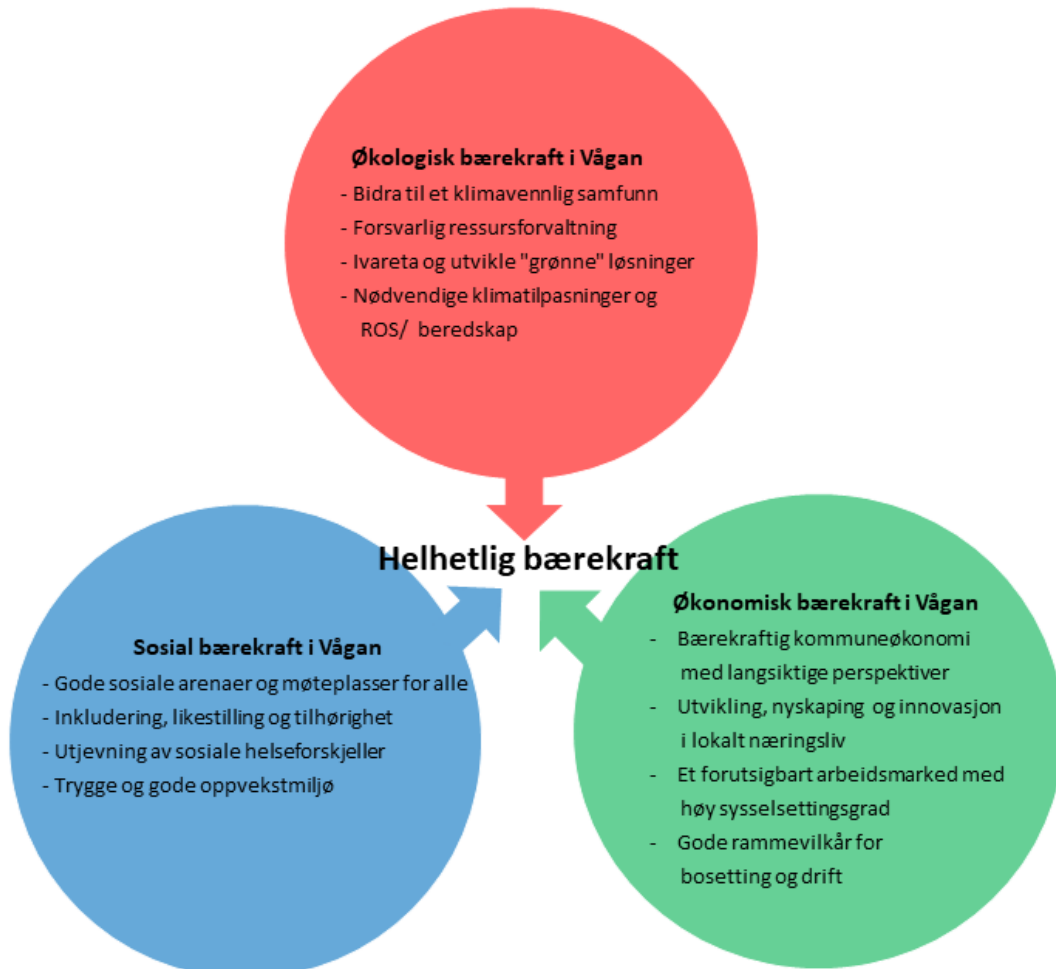 Økologisk bærekraft i Vågan
- Bidra til et klimavennlig samfunn
- Forsvarlig ressursforvaltning
- Ivareta og utvikle "grønne" løsninger
- Nødvendige klimatilpasninger og
ROS/ beredskap
Helhetlig bærekraft
Sosial bærekraft i Vågan
- Gode sosiale arenaer og møteplasser for alle
- Inkludering, likestilling og tilhørighet
- Utjevning av sosiale helseforskjeller
- Trygge og gode oppvekstmiljø
Økonomisk bærekraft i Vågan
- Bærekraftig kommuneøkonomi
med langsiktige perspektiver
- Utvikling, nyskaping og innovasjon
i lokalt næringsliv
- Et forutsigbart arbeidsmarked med
høy sysselsettingsgrad
- Gode rammevilkår for
bosetting og drift